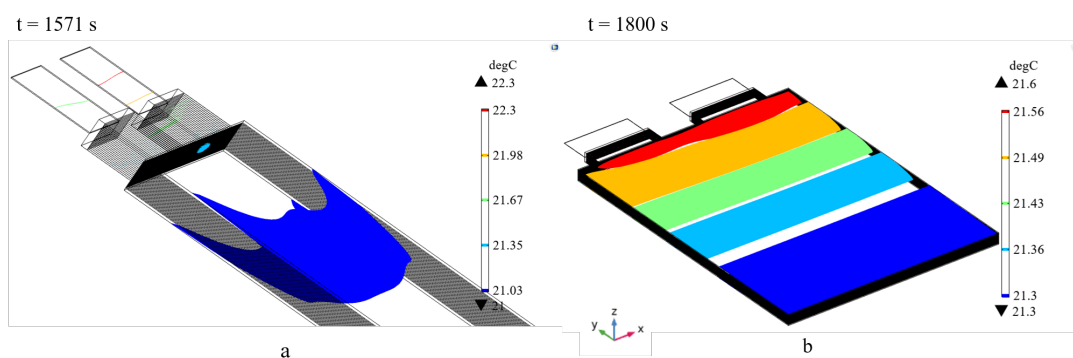 t = 1571 s
t = 1800 s
degC
22.3
22.3
21.98
21.67
21.35
21.03
21
degC
21.6
21.56
21.49
21.43
21.36
21.3
21.3
z
y
x
a
b